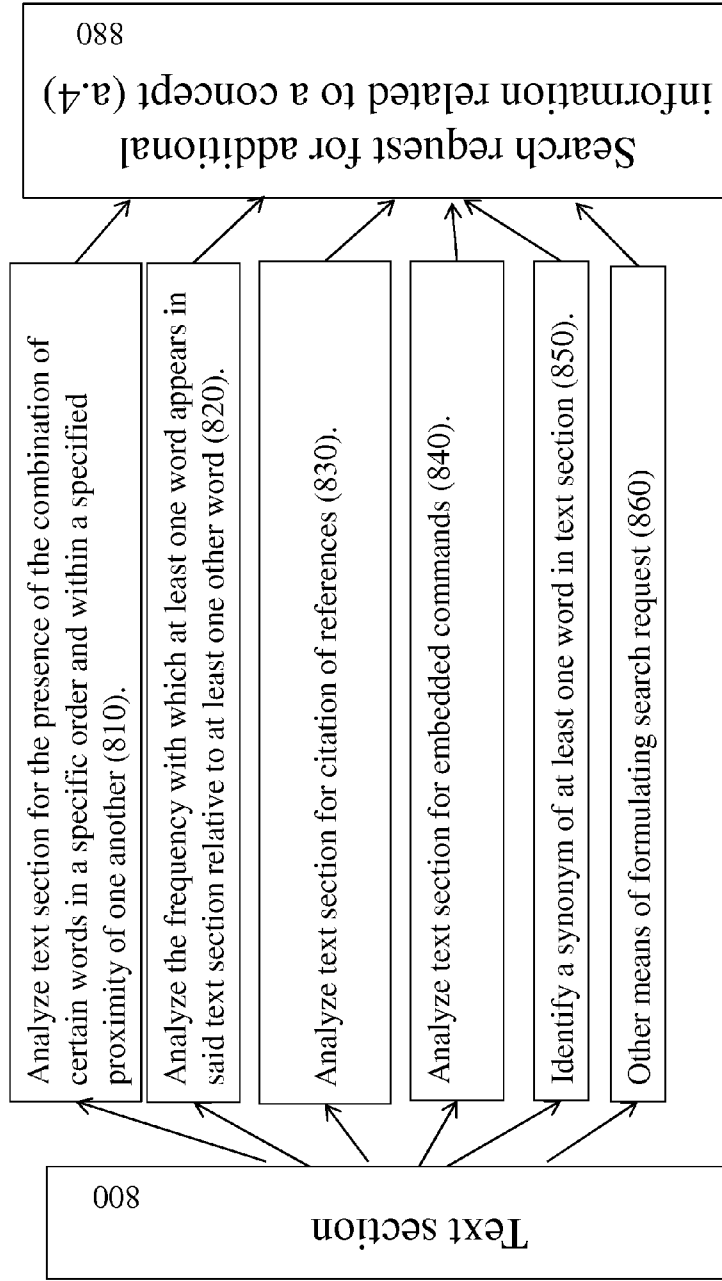 Text section
800
Analyze text section for the presence of the combination of
certain words in a specific order and within a specified
proximity of one another (810).
Analyze the frequency with which at least one word appears in
said text section relative to at least one other word (820).
Analyze text section for citation of references (830).
Analyze text section for embedded commands (840).
Identify a synonym of at least one word in text section (850).
Other means of formulating search request (860)
Search request for additional
information related to a concept (a.4)
880